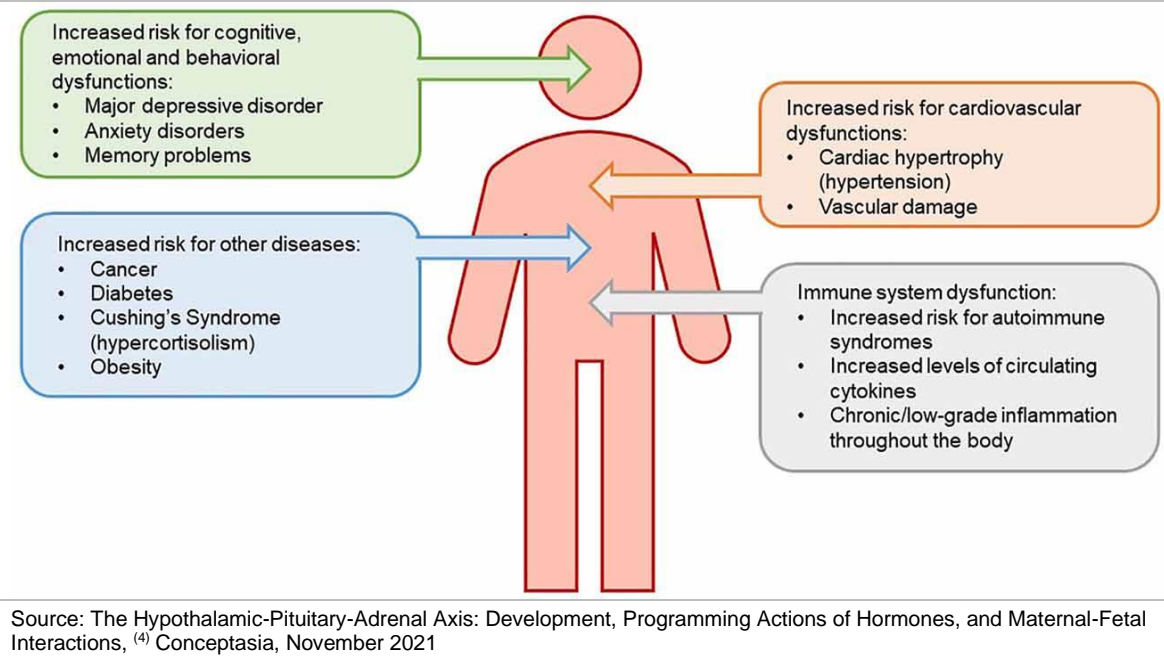 Increased risk for cognitive,
emotional and behavioral
dysfunctions:
• Major depressive disorder
• Anxiety disorders
• Memory problems
Increased risk for cardiovascular
dysfunctions:
• Cardiac hypertrophy
(hypertension)
• Vascular damage
Increased risk for other diseases:
• Cancer
• Diabetes
• Cushing's Syndrome
(hypercortisolism)
• Obesity
Immune system dysfunction:
• Increased risk for autoimmune
syndromes
• Increased levels of circulating
cytokines
• Chronic/low-grade inflammation
throughout the body
Source: The Hypothalamic-Pituitary-Adrenal Axis: Development, Programming Actions of Hormones, and Maternal-Fetal
Interactions, (4) Conceptasia, November 2021